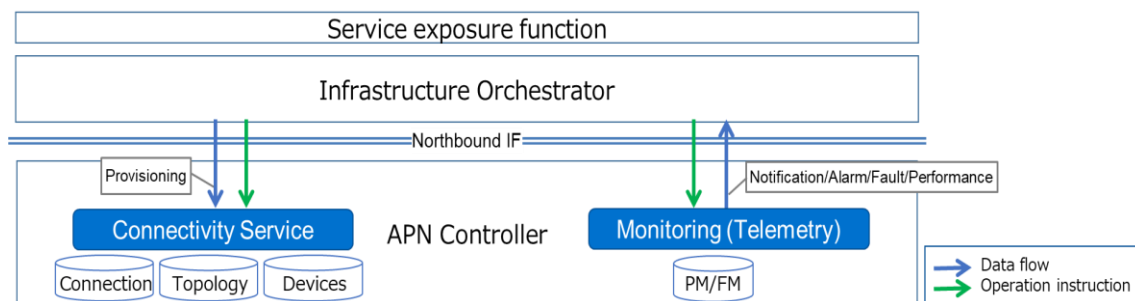 Service exposure function
Infrastructure Orchestrator
Northbound IF
Provisioning
Notification/Alarm/Fault/Performance
Connectivity Service
APN Controller
Monitoring (Telemetry)
Connection
Topology
Devices
PM/FM
Data flow
Operation instruction